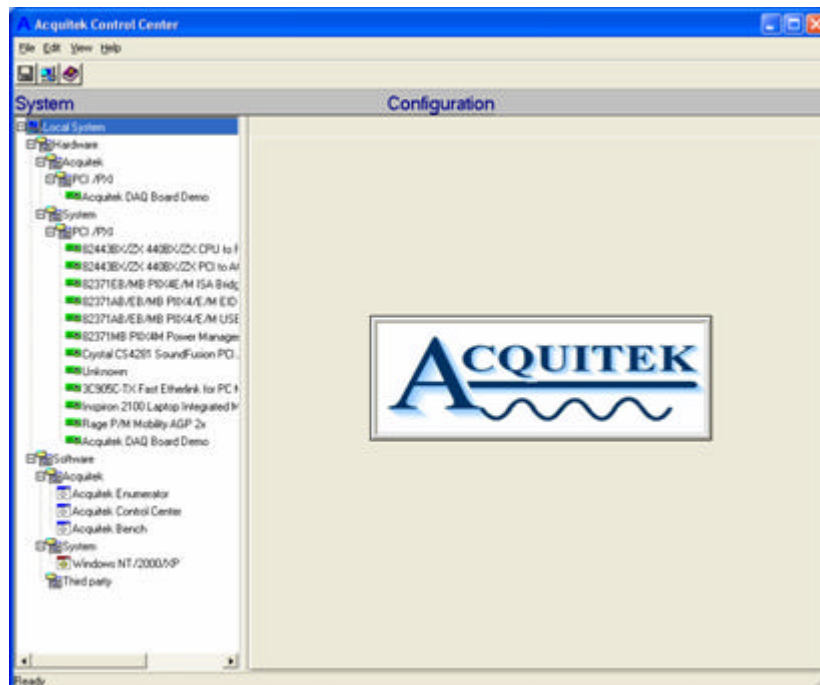 Acquitek Control Center
File Edit View Help
System Configuration
Local System
Hardware
Acquitek
PCI /PXI
Acquitek DAQ Board Demo
System
PCI /PXI
82443BX/ZX 440BX/ZX CPU to P
82443BX/ZX 440BX/ZX PCI to A
82371EB/MB PIIX4E/M ISA Bridg
82371AB/EB/MB PIIX4/E/M EID
82371AB/EB/MB PIIX4/E/M USB
82371MB PIIX4M Power Manager
Crystal CS4281 SoundFusion PCI
Unknown
3C905C-TX Fast Etherlink for PC M
Inspiron 2100 Laptop Integrated M
Rage P/M Mobility AGP 2x
Acquitek DAQ Board Demo
Software
Acquitek
Acquitek Enumerator
Acquitek Control Center
Acquitek Bench
System
Windows NT/2000/XP
Third party
ACQUITEK
Ready